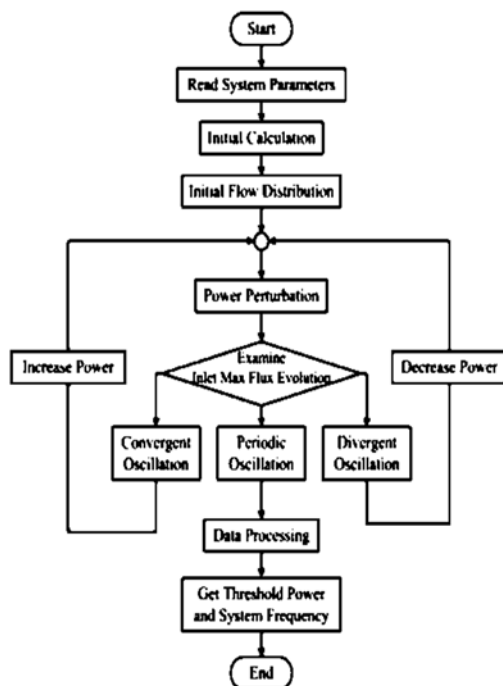 Start
Read System Parameters
Initial Calculation
Initial Flow Distribution
Power Perturbation
Examine
Inlet Max Flux Evolution
Increase Power
Decrease Power
Convergent
Oscillation
Periodic
Oscillation
Divergent
Oscillation
Data Processing
Get Threshold Power
and System Frequency
End